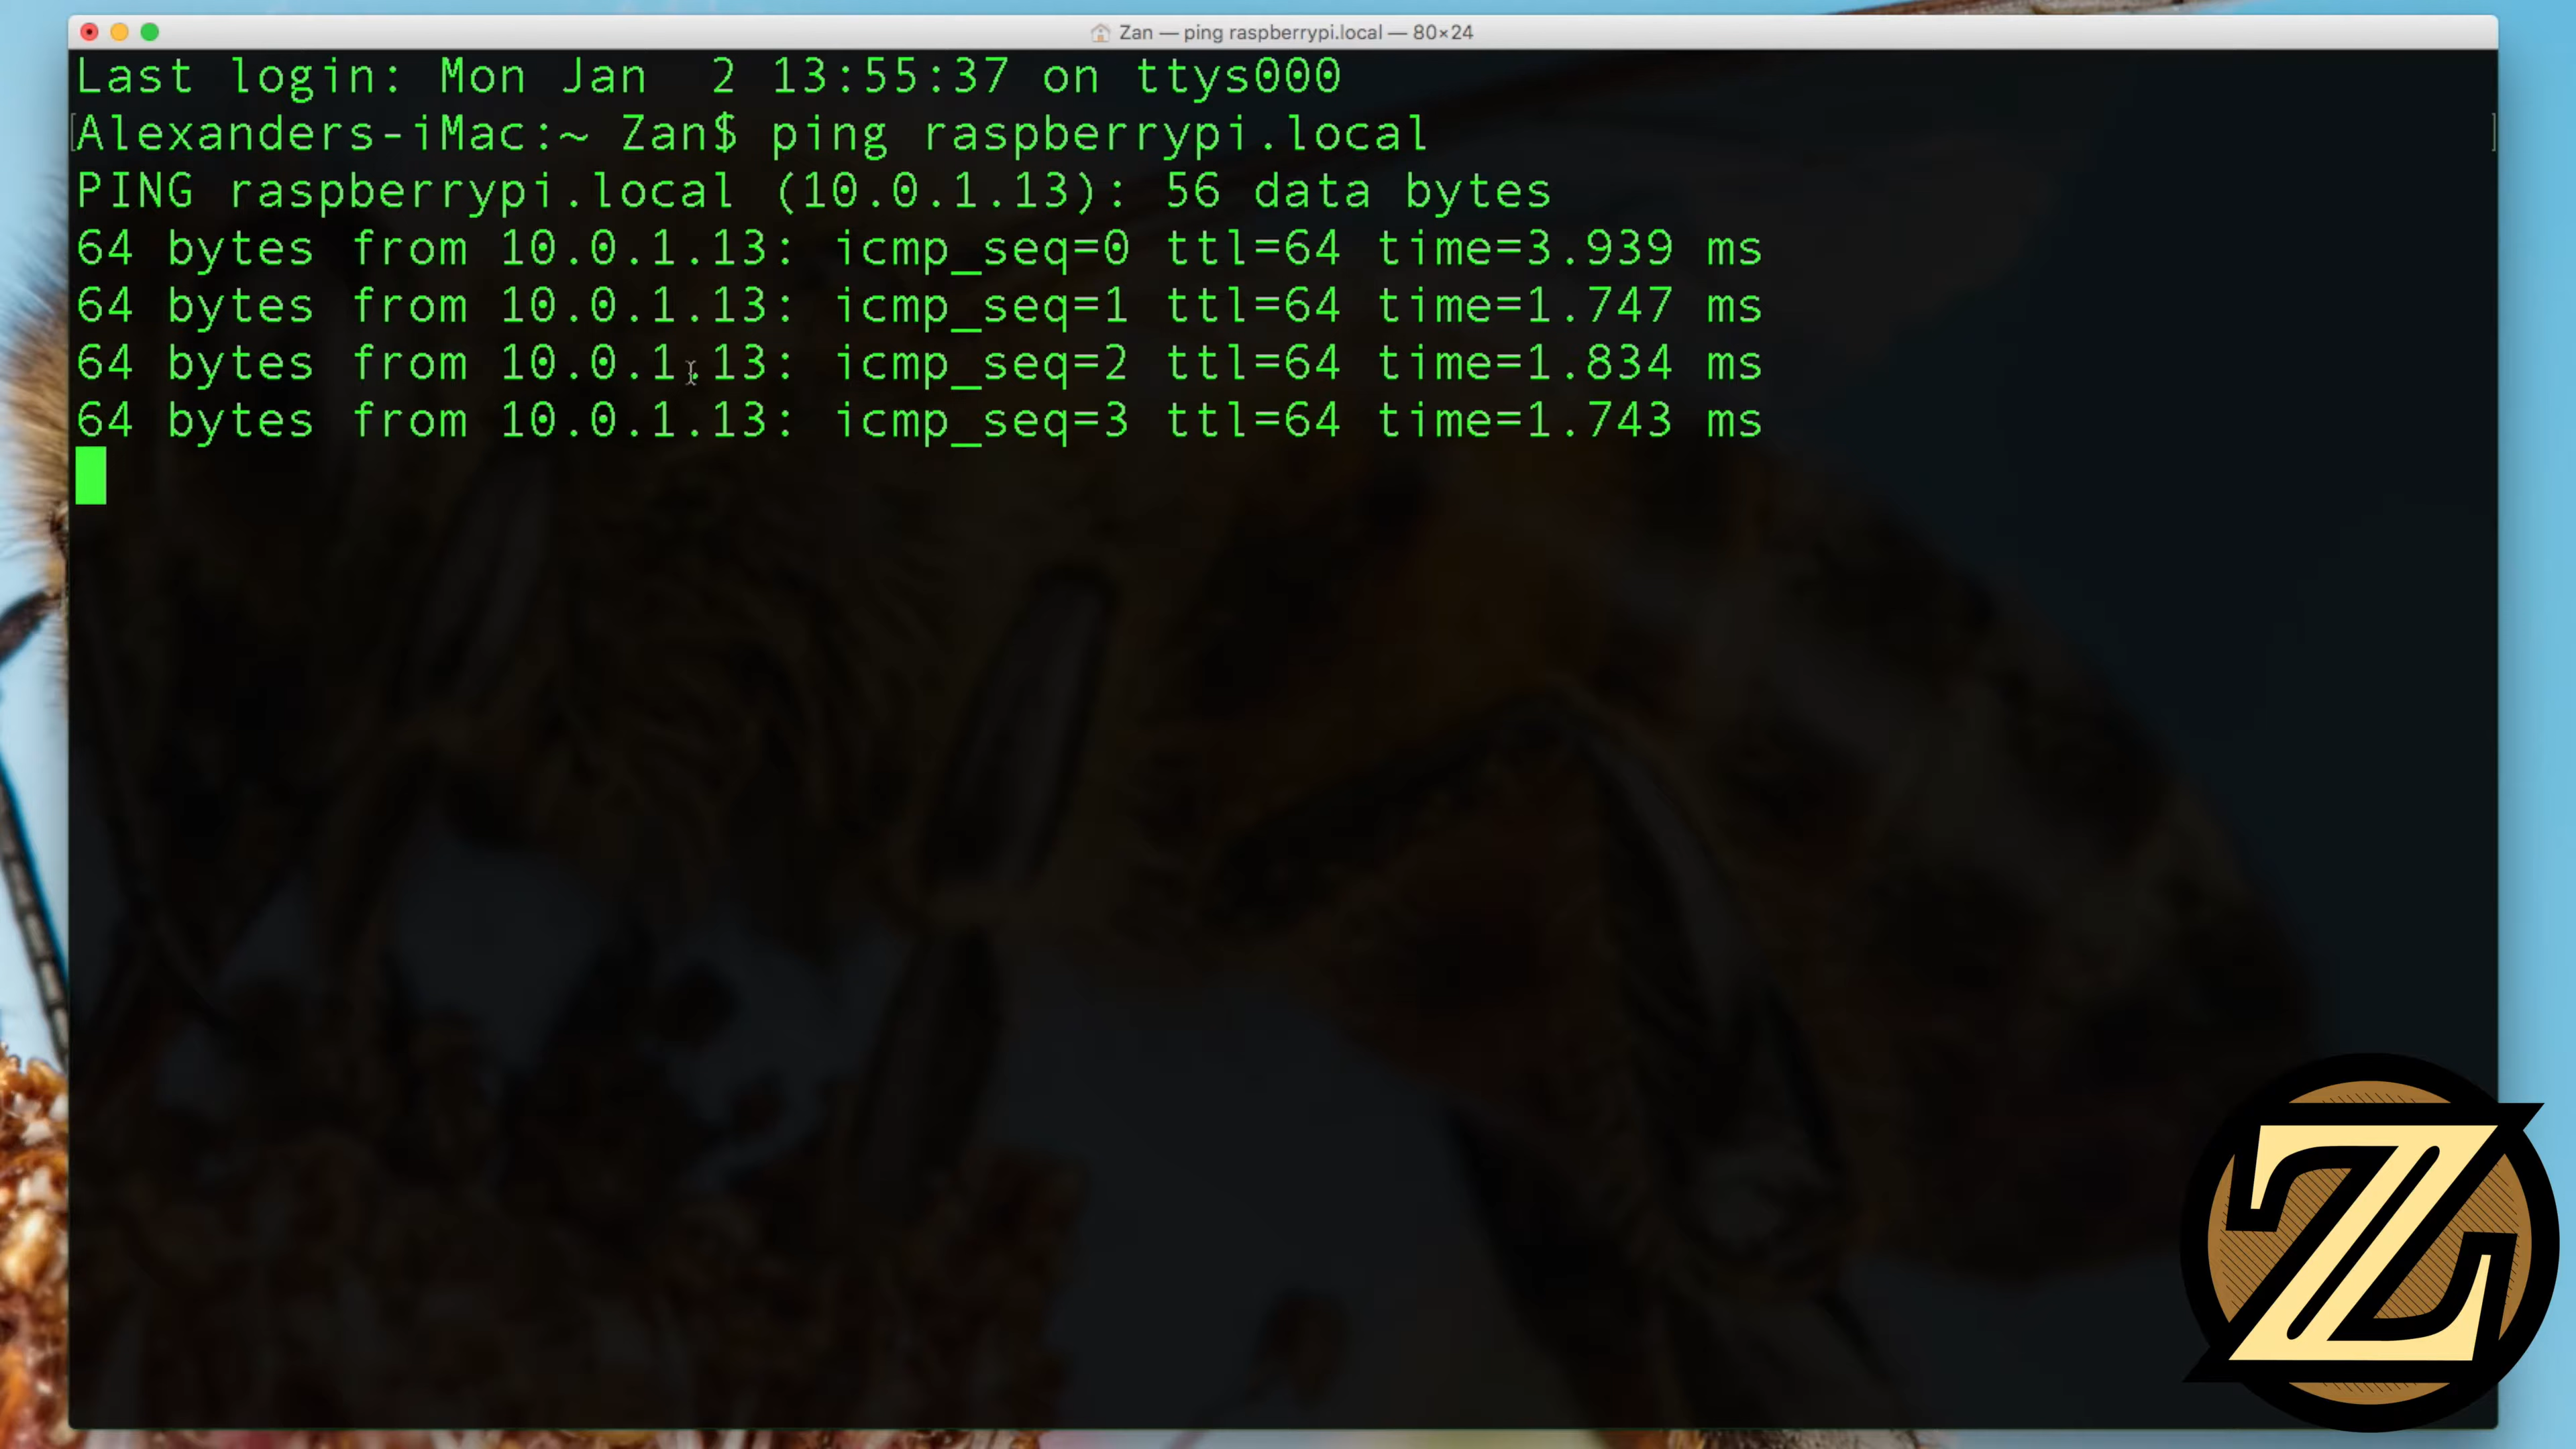 Zan — ping raspberrypi.local — 80×24
Last login: Mon Jan  2 13:55:37 on ttys000
[Alexanders-iMac:~ Zan$ ping raspberrypi.local ]
PING raspberrypi.local (10.0.1.13): 56 data bytes
64 bytes from 10.0.1.13: icmp_seq=0 ttl=64 time=3.939 ms
64 bytes from 10.0.1.13: icmp_seq=1 ttl=64 time=1.747 ms
64 bytes from 10.0.1.13: icmp_seq=2 ttl=64 time=1.834 ms
64 bytes from 10.0.1.13: icmp_seq=3 ttl=64 time=1.743 ms
Z